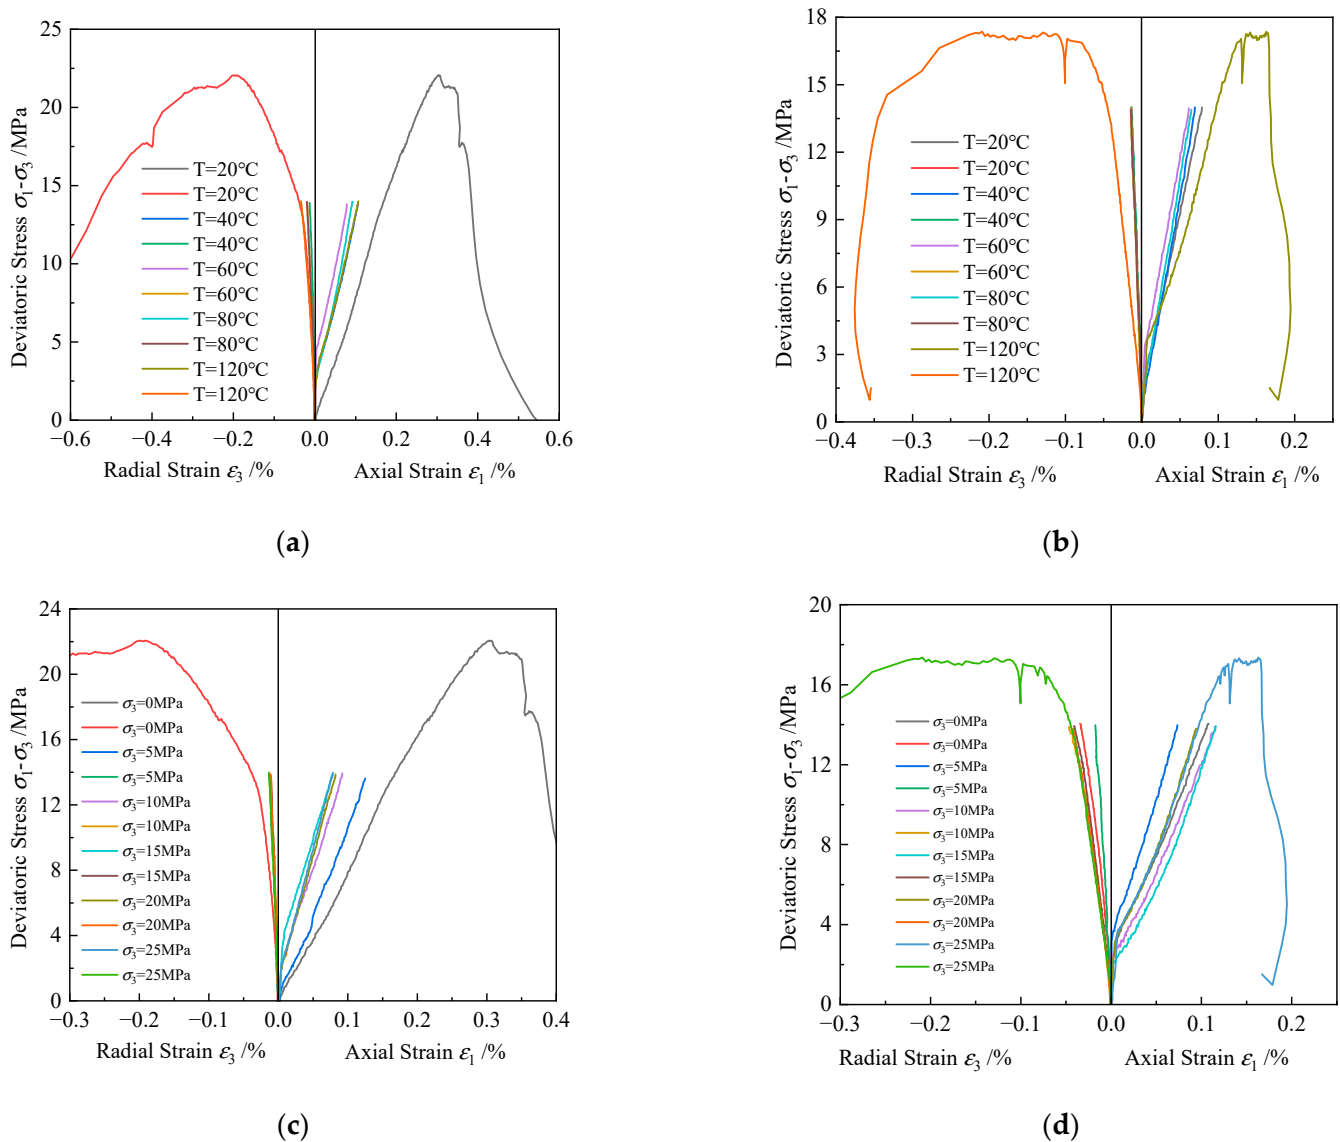 25
20
15
10
5
0
Deviatoric Stress σ1-σ3 /MPa
T=20℃
T=20℃
T=40℃
T=40℃
T=60℃
T=60℃
T=80℃
T=80℃
T=120℃
T=120℃
−0.6 −0.4 −0.2 0.0 0.2 0.4 0.6
Radial Strain ε3 /% Axial Strain ε1 /%
(a)
18
15
12
9
6
3
0
Deviatoric Stress σ1-σ3 /MPa
T=20℃
T=20℃
T=40℃
T=40℃
T=60℃
T=60℃
T=80℃
T=80℃
T=120℃
T=120℃
−0.4 −0.3 −0.2 −0.1 0.0 0.1 0.2
Radial Strain ε3 /% Axial Strain ε1 /%
(b)
24
20
16
12
8
4
0
Deviatoric Stress σ1-σ3 /MPa
σ3=0MPa
σ3=0MPa
σ3=5MPa
σ3=5MPa
σ3=10MPa
σ3=10MPa
σ3=15MPa
σ3=15MPa
σ3=20MPa
σ3=20MPa
σ3=25MPa
σ3=25MPa
−0.3 −0.2 −0.1 0.0 0.1 0.2 0.3 0.4
Radial Strain ε3 /% Axial Strain ε1 /%
(c)
20
16
12
8
4
0
Deviatoric Stress σ1-σ3 /MPa
σ3=0MPa
σ3=0MPa
σ3=5MPa
σ3=5MPa
σ3=10MPa
σ3=10MPa
σ3=15MPa
σ3=15MPa
σ3=20MPa
σ3=20MPa
σ3=25MPa
σ3=25MPa
−0.3 −0.2 −0.1 0.0 0.1 0.2
Radial Strain ε3 /% Axial Strain ε1 /%
(d)